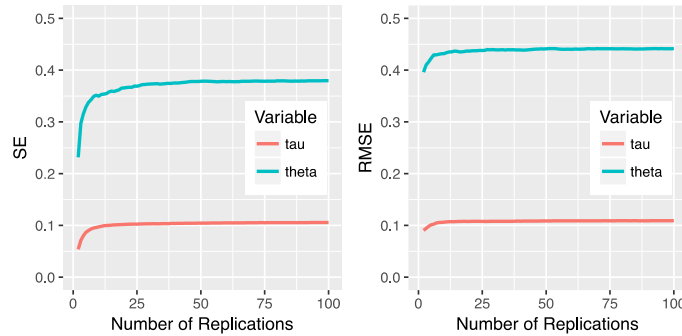 SE
0.5
0.4
0.3
0.2
0.1
0.0
0
25
50
75
100
Number of Replications
Variable
tau
theta
RMSE
0.5
0.4
0.3
0.2
0.1
0.0
0
25
50
75
100
Number of Replications
Variable
tau
theta